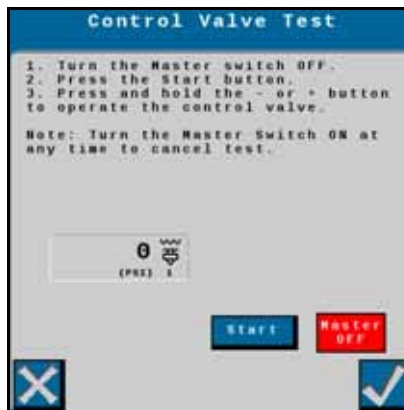 Control Valve Test
1. Turn the Master switch OFF.
2. Press the Start button.
3. Press and hold the - or + button
to operate the control valve.
Note: Turn the Master Switch ON at
any time to cancel test.
0
(PSI) 1
Start
Master
OFF